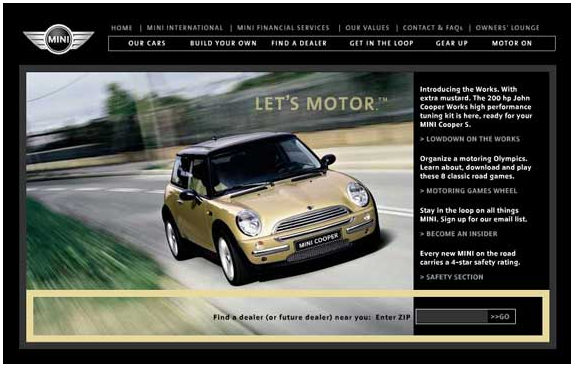 HOME | MINI INTERNATIONAL | MINI FINANCIAL SERVICES | OUR VALUES | CONTACT & FAQs | OWNERS' LOUNGE
MINI
OUR CARS BUILD YOUR OWN FIND A DEALER GET IN THE LOOP GEAR UP MOTOR ON
LET'S MOTOR.™
Introducing the Works. With
extra mustard. The 200 hp John
Cooper Works high performance
tuning kit is here, ready for your
MINI Cooper S.
> LOWDOWN ON THE WORKS
Organize a motoring Olympics.
Learn about, download and play
these 8 classic road games.
> MOTORING GAMES WHEEL
Stay in the loop on all things
MINI. Sign up for our email list.
> BECOME AN INSIDER
Every new MINI on the road
carries a 4-star safety rating.
> SAFETY SECTION
MINI COOPER
Find a dealer (or future dealer) near you: Enter ZIP >>GO